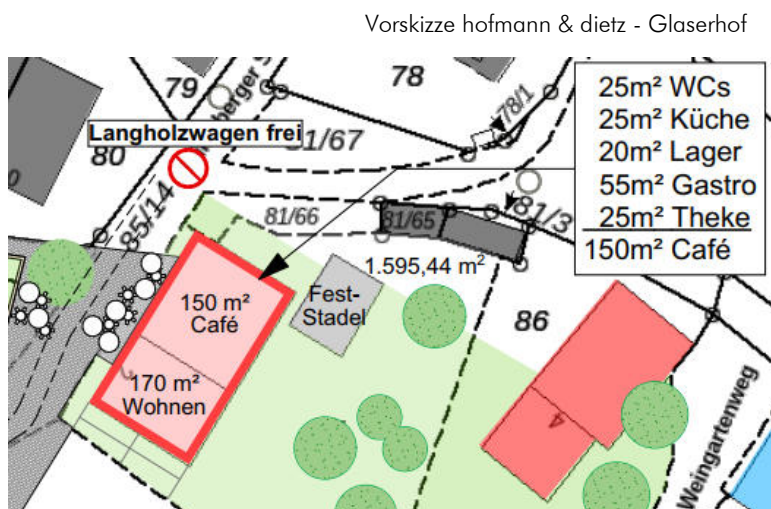 Vorskizze hofmann & dietz - Glaserhof
79
78
78/1
25m² WCs
25m² Küche
20m² Lager
55m² Gastro
25m² Theke
150m² Café
Langholzwagen frei
80
81/67
85/14
81/66
81/65
81/3
1.595,44 m²
150 m²
Café
Fest-
Stadel
86
170 m²
Wohnen
4
Weingartenweg